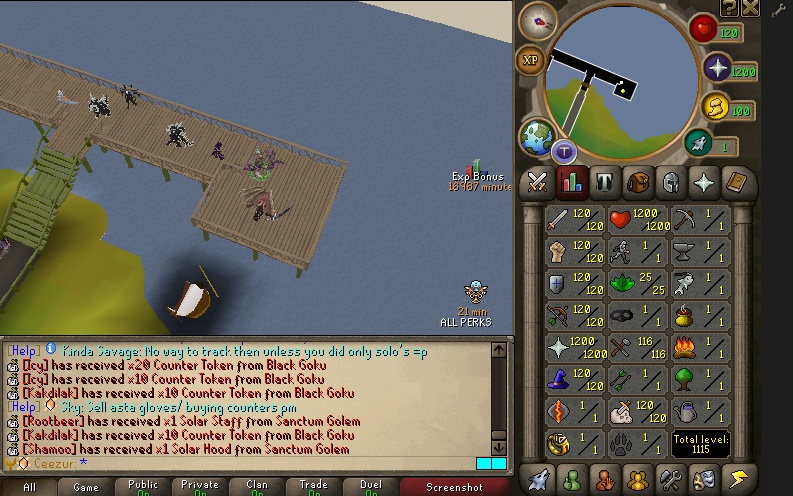 Exp Bonus
16987 minute
21 min
ALL PERKS
[Help] Kinda Savage: No way to track then unless you did only solo's =p
[Icy] has received x20 Counter Token from Black Goku
[Icy] has received x10 Counter Token from Black Goku
[Kakdilak] has received x10 Counter Token from Black Goku
[Help] Sky: Sell asta gloves/ buying counters pm
[Rootbeer] has received x1 Solar Staff from Sanctum Golem
[Kakdilak] has received x10 Counter Token from Black Goku
[Shamoo] has received x1 Solar Hood from Sanctum Golem
Ceezur: *
All
Game
Public
On
Private
On
Clan
On
Trade
On
Duel
On
Screenshot
?
XP
T
120
1200
100
1
T
120/120 1200/1200 1/1
120/120 1/1 1/1
120/120 25/25 1/1
120/120 1/1 1/1
1200/1200 116/116 1/1
120/120 1/1 1/1
1/1 120/120 1/1
1/1 1/1 Total level:
1115